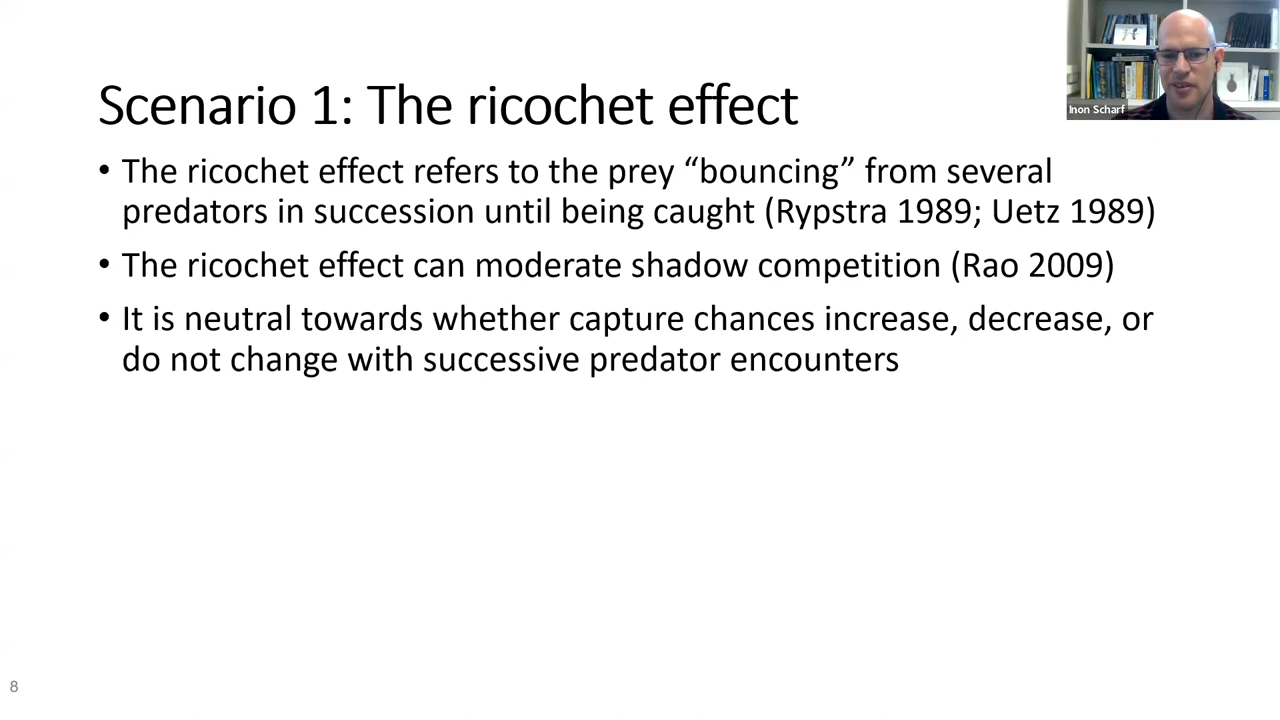 Inon Scharf
Scenario 1: The ricochet effect
• The ricochet effect refers to the prey “bouncing” from several
predators in succession until being caught (Rypstra 1989; Uetz 1989)
• The ricochet effect can moderate shadow competition (Rao 2009)
• It is neutral towards whether capture chances increase, decrease, or
do not change with successive predator encounters
8